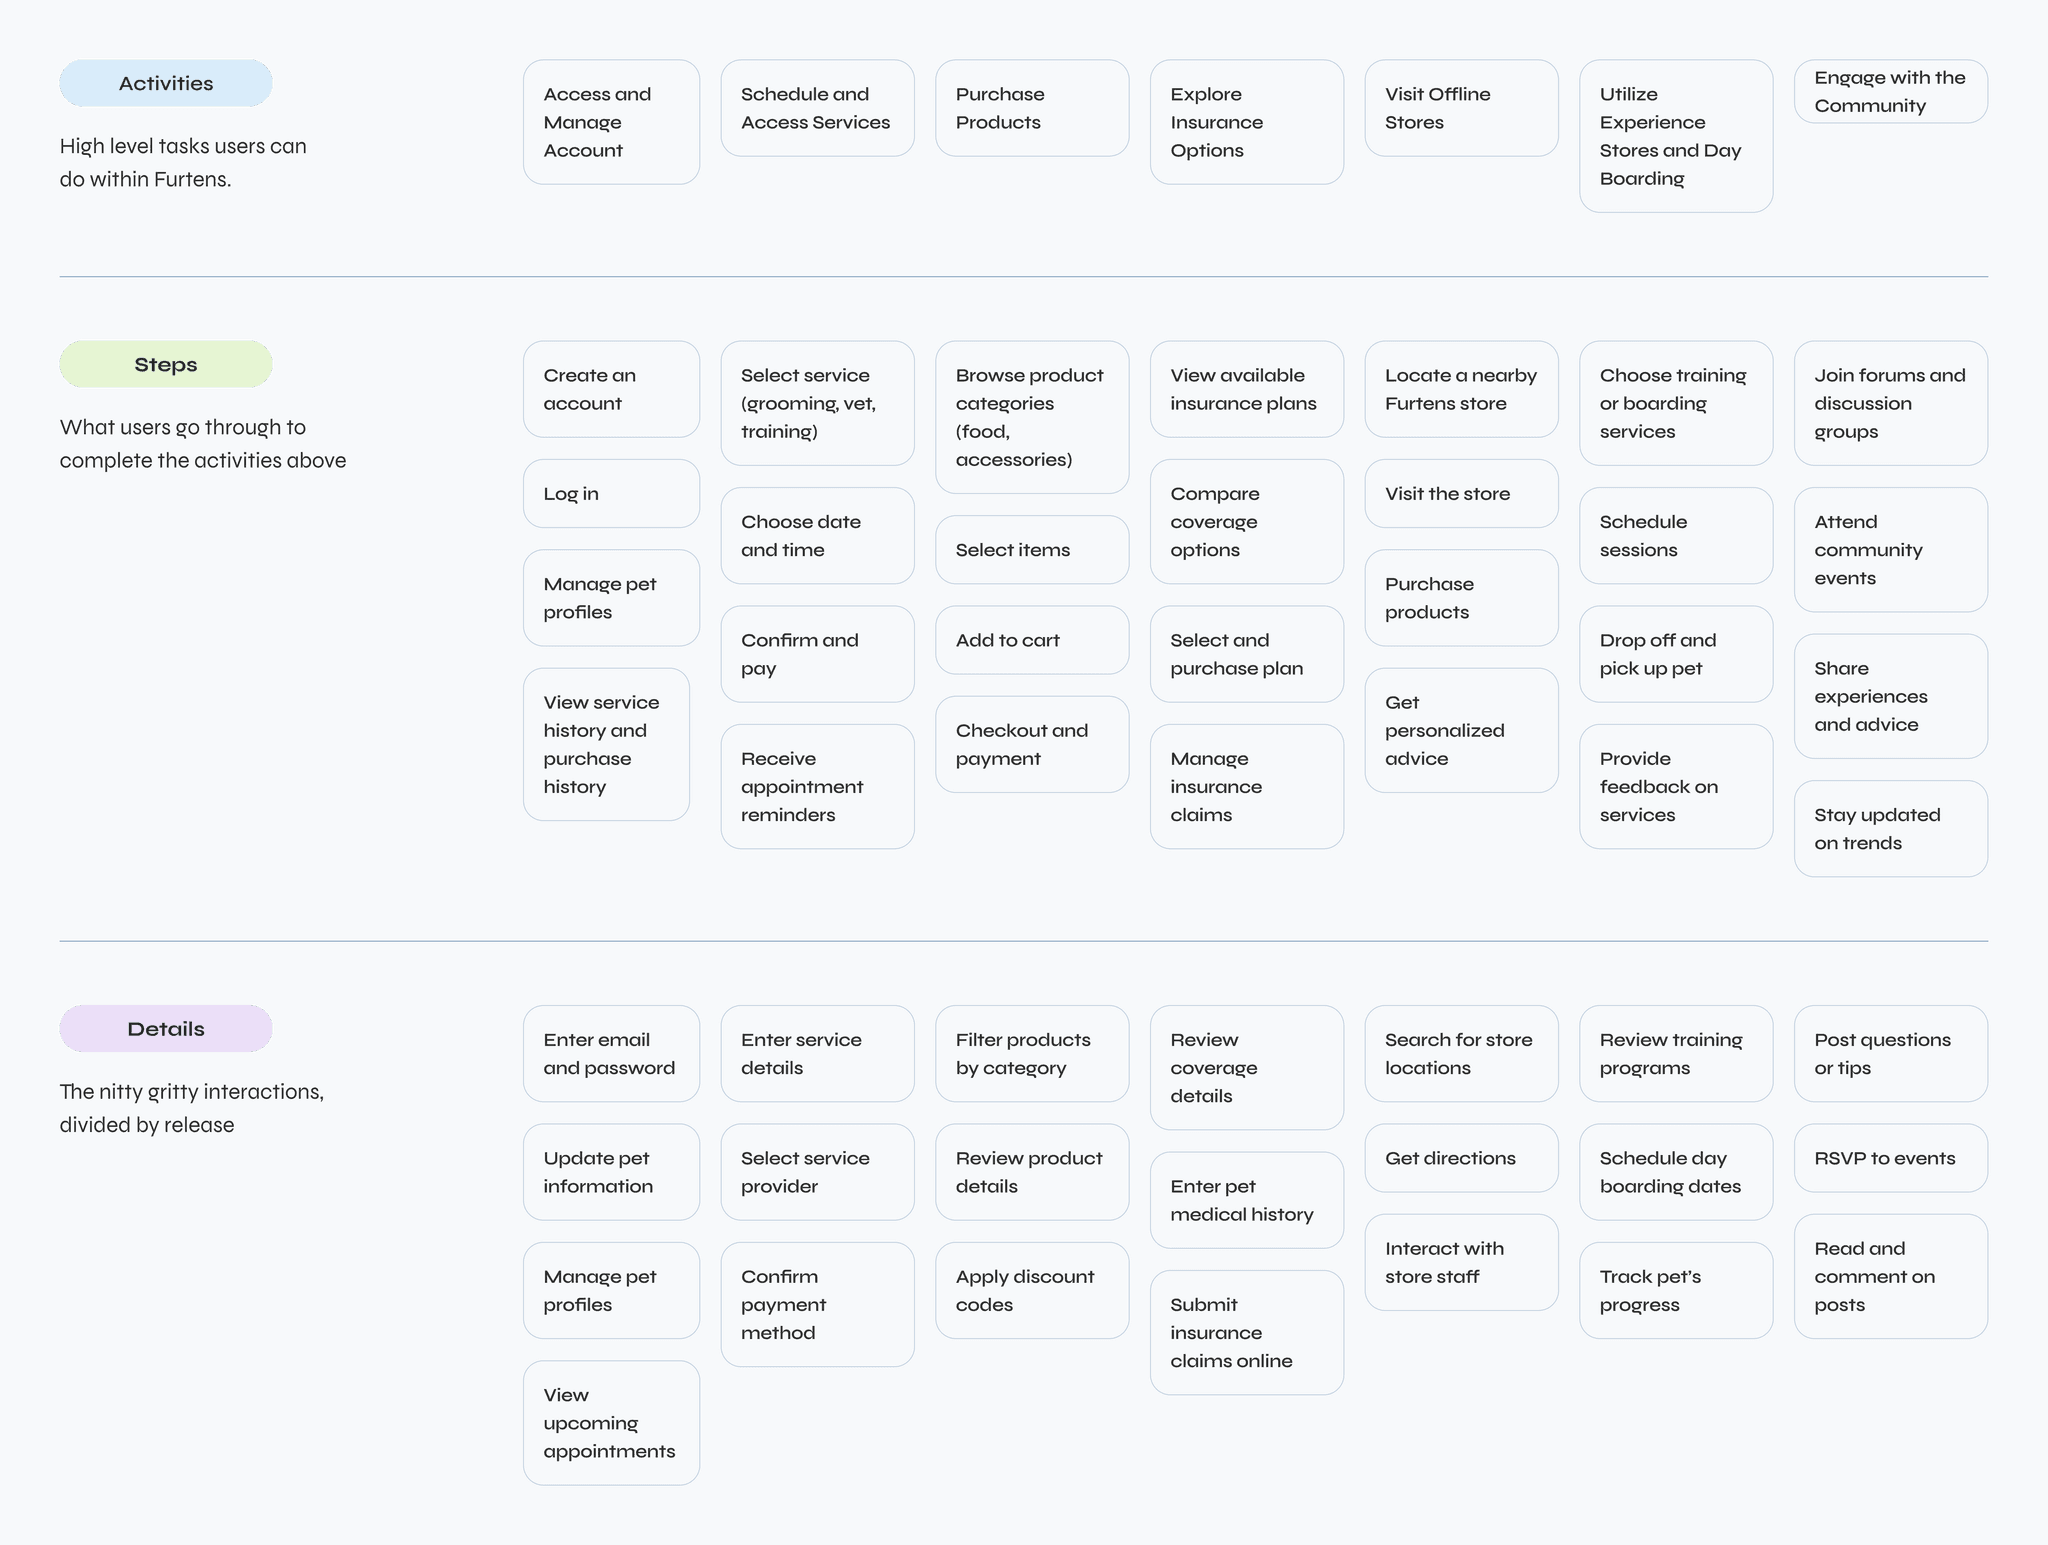 Activities
High level tasks users can
do within Furtens.
Access and
Manage
Account
Schedule and
Access Services
Purchase
Products
Explore
Insurance
Options
Visit Offline
Stores
Utilize
Experience
Stores and Day
Boarding
Engage with the
Community
Steps
What users go through to
complete the activities above
Create an
account
Log in
Manage pet
profiles
View service
history and
purchase
history
Select service
(grooming, vet,
training)
Choose date
and time
Confirm and
pay
Receive
appointment
reminders
Browse product
categories
(food,
accessories)
Select items
Add to cart
Checkout and
payment
View available
insurance plans
Compare
coverage
options
Select and
purchase plan
Manage
insurance
claims
Locate a nearby
Furtens store
Visit the store
Purchase
products
Get
personalized
advice
Choose training
or boarding
services
Schedule
sessions
Drop off and
pick up pet
Provide
feedback on
services
Join forums and
discussion
groups
Attend
community
events
Share
experiences
and advice
Stay updated
on trends
Details
The nitty gritty interactions,
divided by release
Enter email
and password
Update pet
information
Manage pet
profiles
View
upcoming
appointments
Enter service
details
Select service
provider
Confirm
payment
method
Filter products
by category
Review product
details
Apply discount
codes
Review
coverage
details
Enter pet
medical history
Submit
insurance
claims online
Search for store
locations
Get directions
Interact with
store staff
Review training
programs
Schedule day
boarding dates
Track pet’s
progress
Post questions
or tips
RSVP to events
Read and
comment on
posts